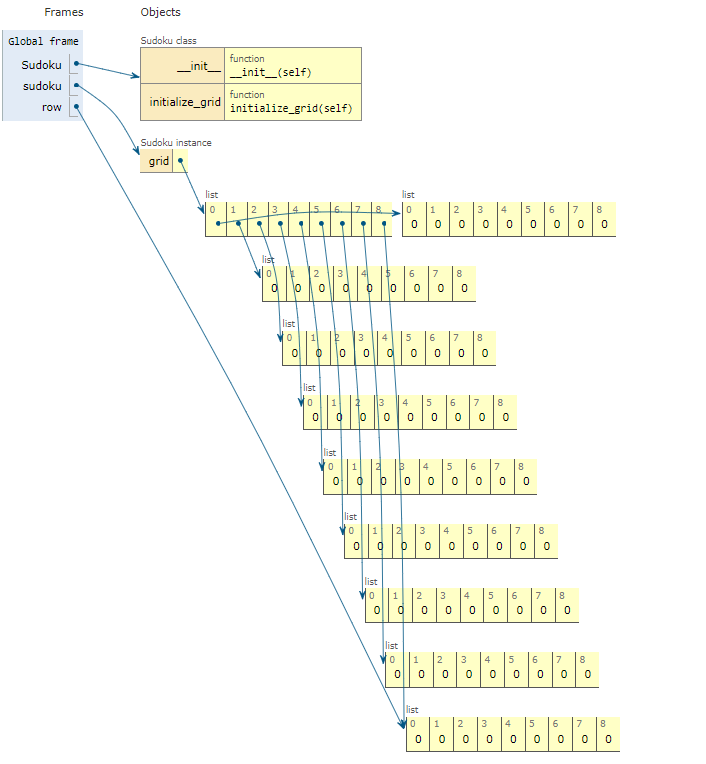 Frames Objects
Global frame
Sudoku
sudoku
row
Sudoku class
__init__ function
__init__(self)
initialize_grid function
initialize_grid(self)
Sudoku instance
grid
list list
0 1 2 3 4 5 6 7 8 0 1 2 3 4 5 6 7 8
0 0 0 0 0 0 0 0 0
list
0 1 2 3 4 5 6 7 8
0 0 0 0 0 0 0 0 0
list
0 1 2 3 4 5 6 7 8
0 0 0 0 0 0 0 0 0
list
0 1 2 3 4 5 6 7 8
0 0 0 0 0 0 0 0 0
list
0 1 2 3 4 5 6 7 8
0 0 0 0 0 0 0 0 0
list
0 1 2 3 4 5 6 7 8
0 0 0 0 0 0 0 0 0
list
0 1 2 3 4 5 6 7 8
0 0 0 0 0 0 0 0 0
list
0 1 2 3 4 5 6 7 8
0 0 0 0 0 0 0 0 0
list
0 1 2 3 4 5 6 7 8
0 0 0 0 0 0 0 0 0